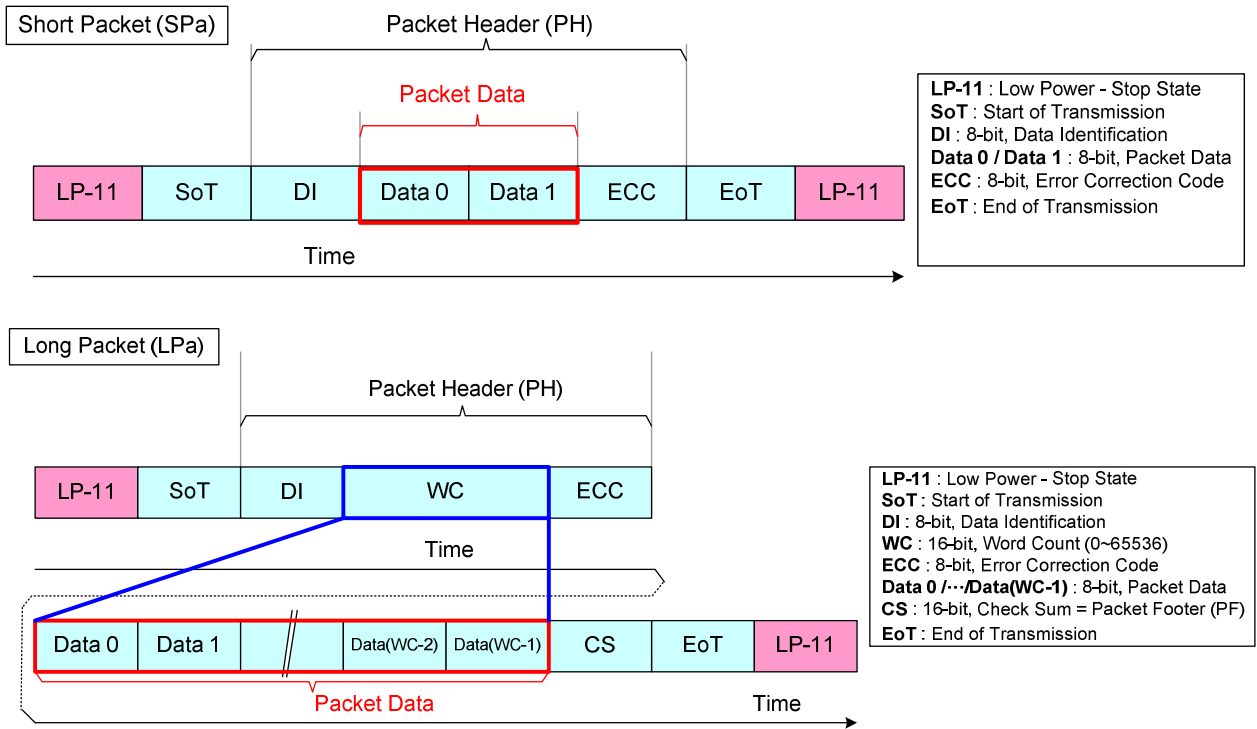 Short Packet (SPa)
Packet Header (PH)
Packet Data
LP-11 SoT DI Data 0 Data 1 ECC EoT LP-11
Time
LP-11 : Low Power - Stop State
SoT : Start of Transmission
DI : 8-bit, Data Identification
Data 0 / Data 1 : 8-bit, Packet Data
ECC : 8-bit, Error Correction Code
EoT : End of Transmission
Long Packet (LPa)
Packet Header (PH)
LP-11 SoT DI WC ECC
Time
Data 0 Data 1 Data(WC-2) Data(WC-1) CS EoT LP-11
Packet Data
Time
LP-11 : Low Power - Stop State
SoT : Start of Transmission
DI : 8-bit, Data Identification
WC : 16-bit, Word Count (0~65536)
ECC : 8-bit, Error Correction Code
Data 0 /···/Data(WC-1) : 8-bit, Packet Data
CS : 16-bit, Check Sum = Packet Footer (PF)
EoT : End of Transmission